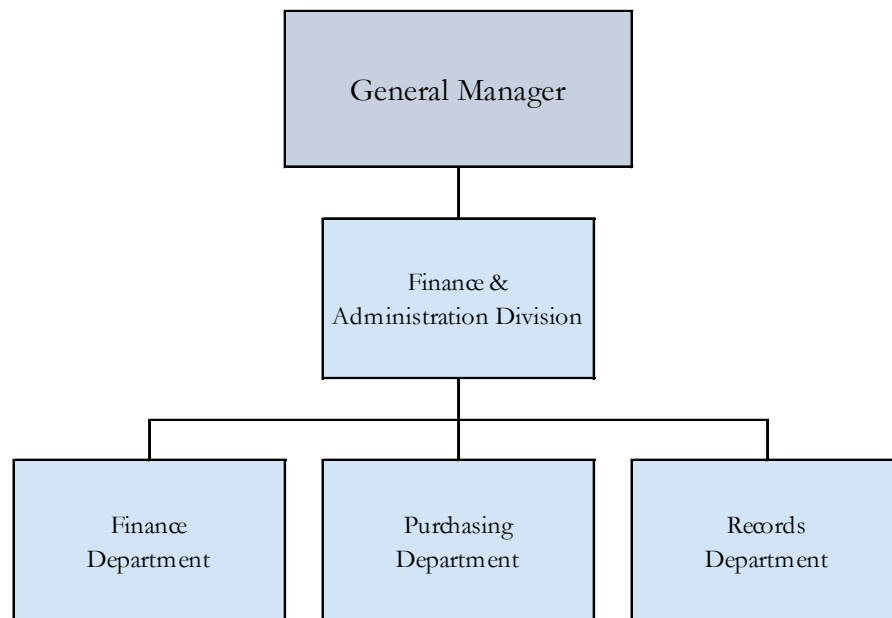 General Manager
Finance &
Administration Division
Finance
Department
Purchasing
Department
Records
Department